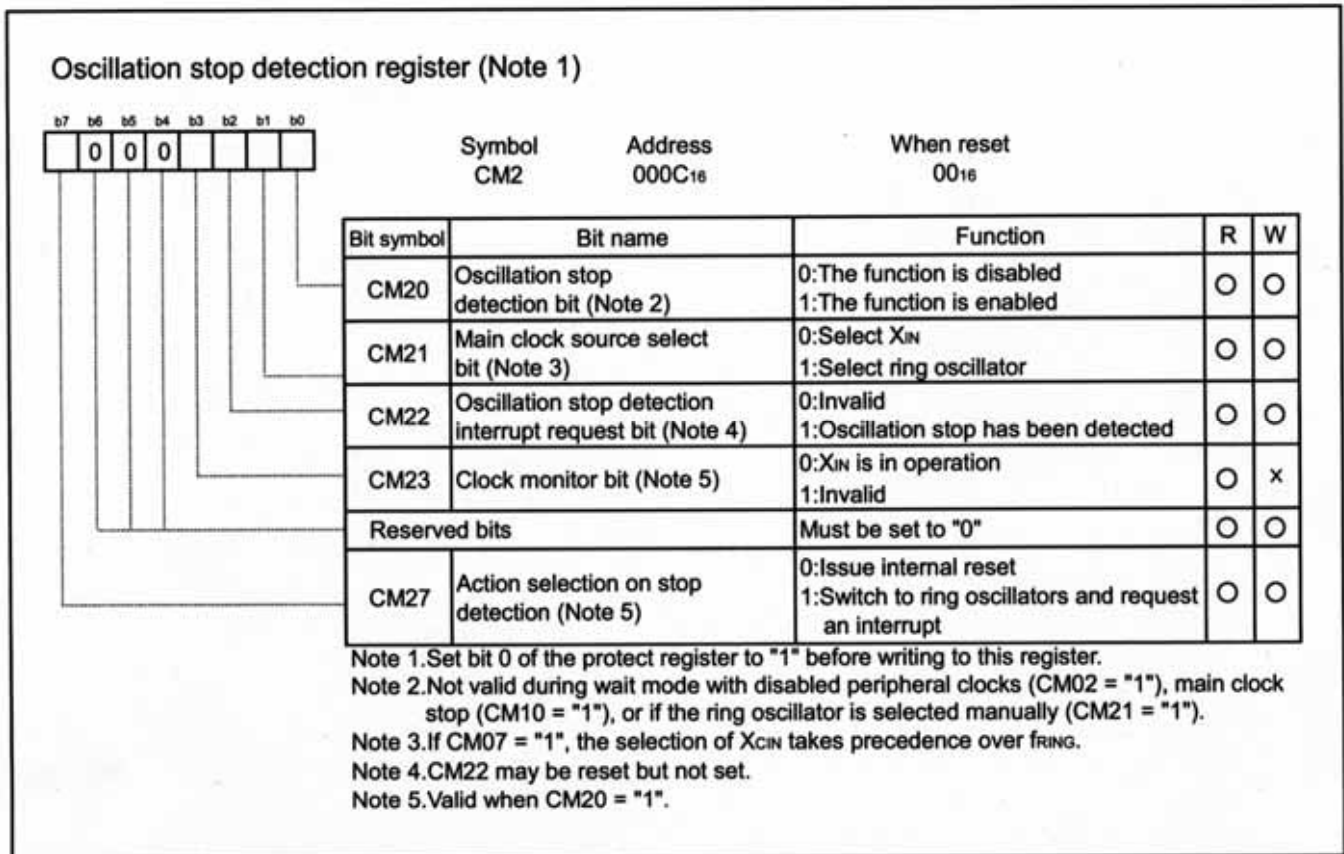 Oscillation stop detection register (Note 1)
b7 b6 b5 b4 b3 b2 b1 b0
0 0 0
Symbol Address When reset
CM2 000C16 0016
Bit symbol Bit name Function R W
CM20 Oscillation stop detection bit (Note 2) 0:The function is disabled 1:The function is enabled O O
CM21 Main clock source select bit (Note 3) 0:Select XIN 1:Select ring oscillator O O
CM22 Oscillation stop detection interrupt request bit (Note 4) 0:Invalid 1:Oscillation stop has been detected O O
CM23 Clock monitor bit (Note 5) 0:XIN is in operation 1:Invalid O x
Reserved bits Must be set to "0" O O
CM27 Action selection on stop detection (Note 5) 0:Issue internal reset 1:Switch to ring oscillators and request an interrupt O O
Note 1.Set bit 0 of the protect register to "1" before writing to this register.
Note 2.Not valid during wait mode with disabled peripheral clocks (CM02 = "1"), main clock
stop (CM10 = "1"), or if the ring oscillator is selected manually (CM21 = "1").
Note 3.If CM07 = "1", the selection of XCIN takes precedence over fRING.
Note 4.CM22 may be reset but not set.
Note 5.Valid when CM20 = "1".